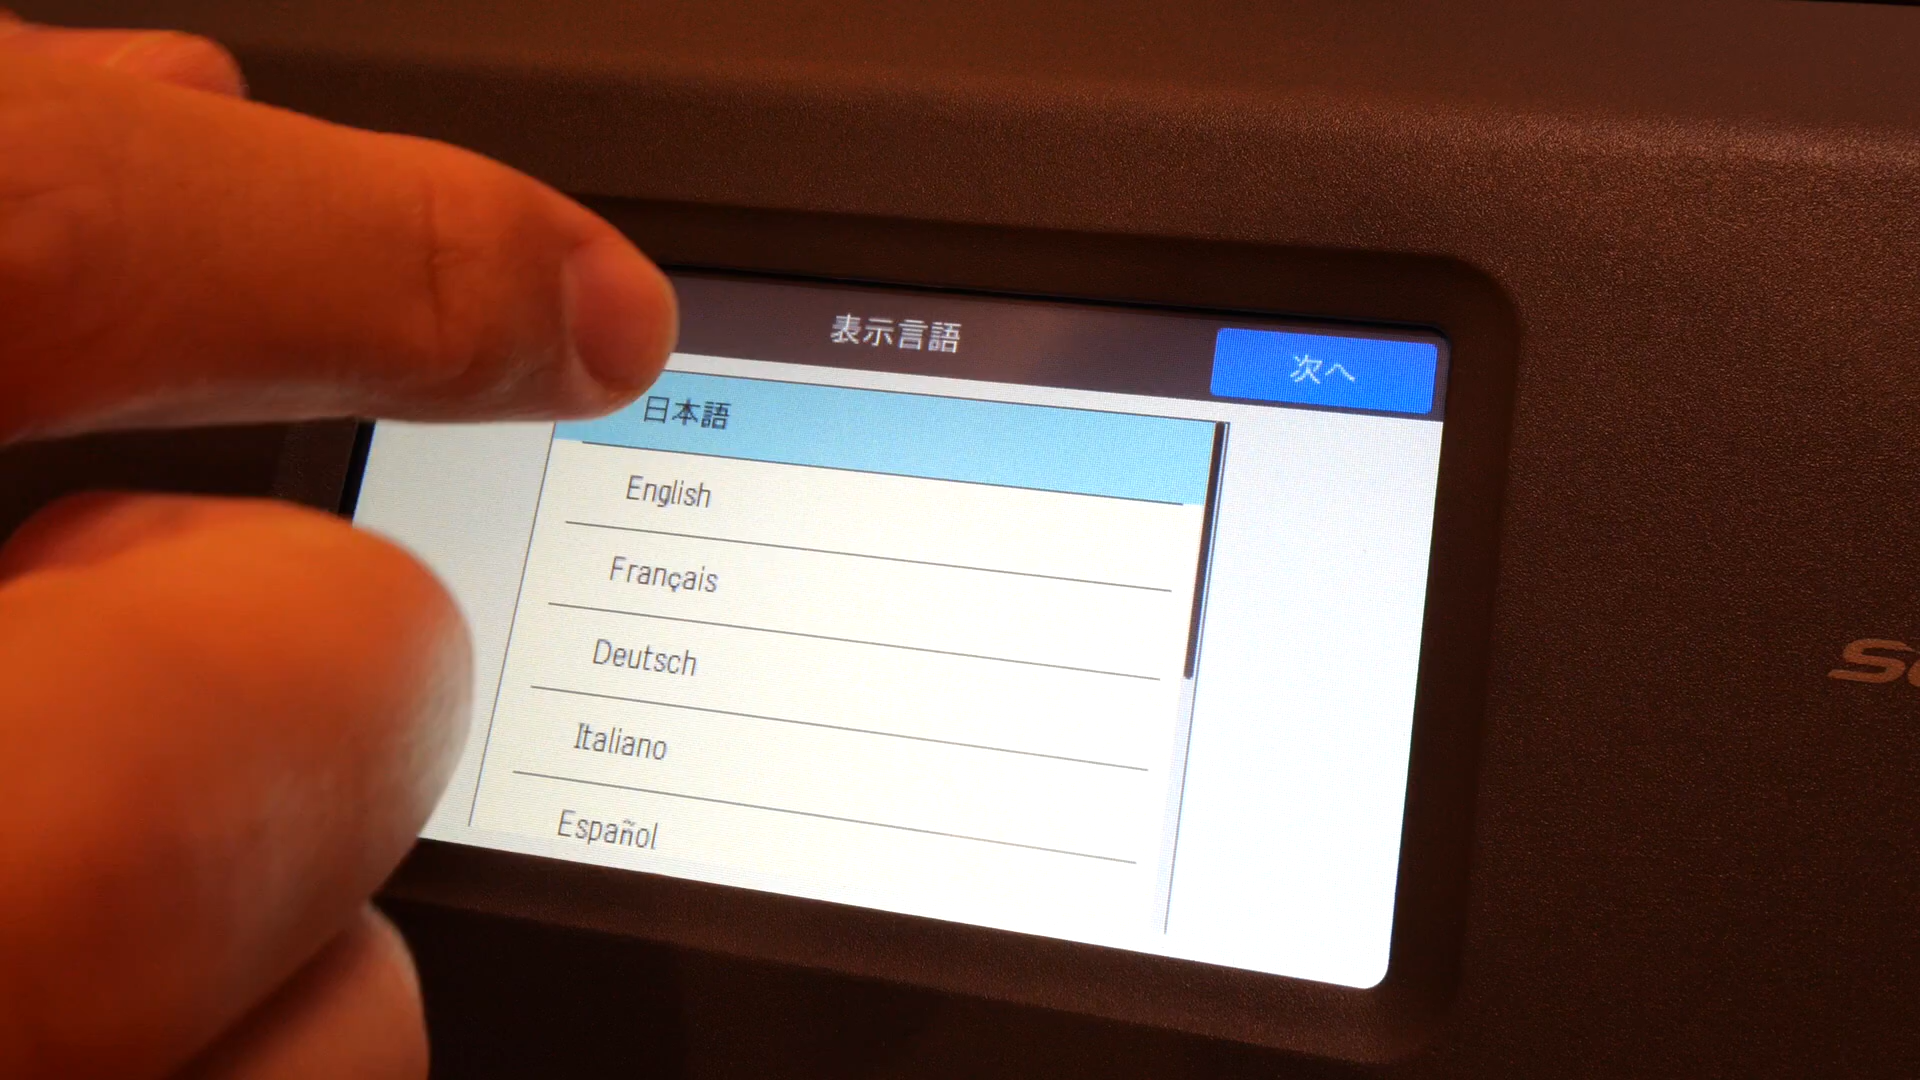 表示言語
次へ
日本語
English
Français
Deutsch
Italiano
Español